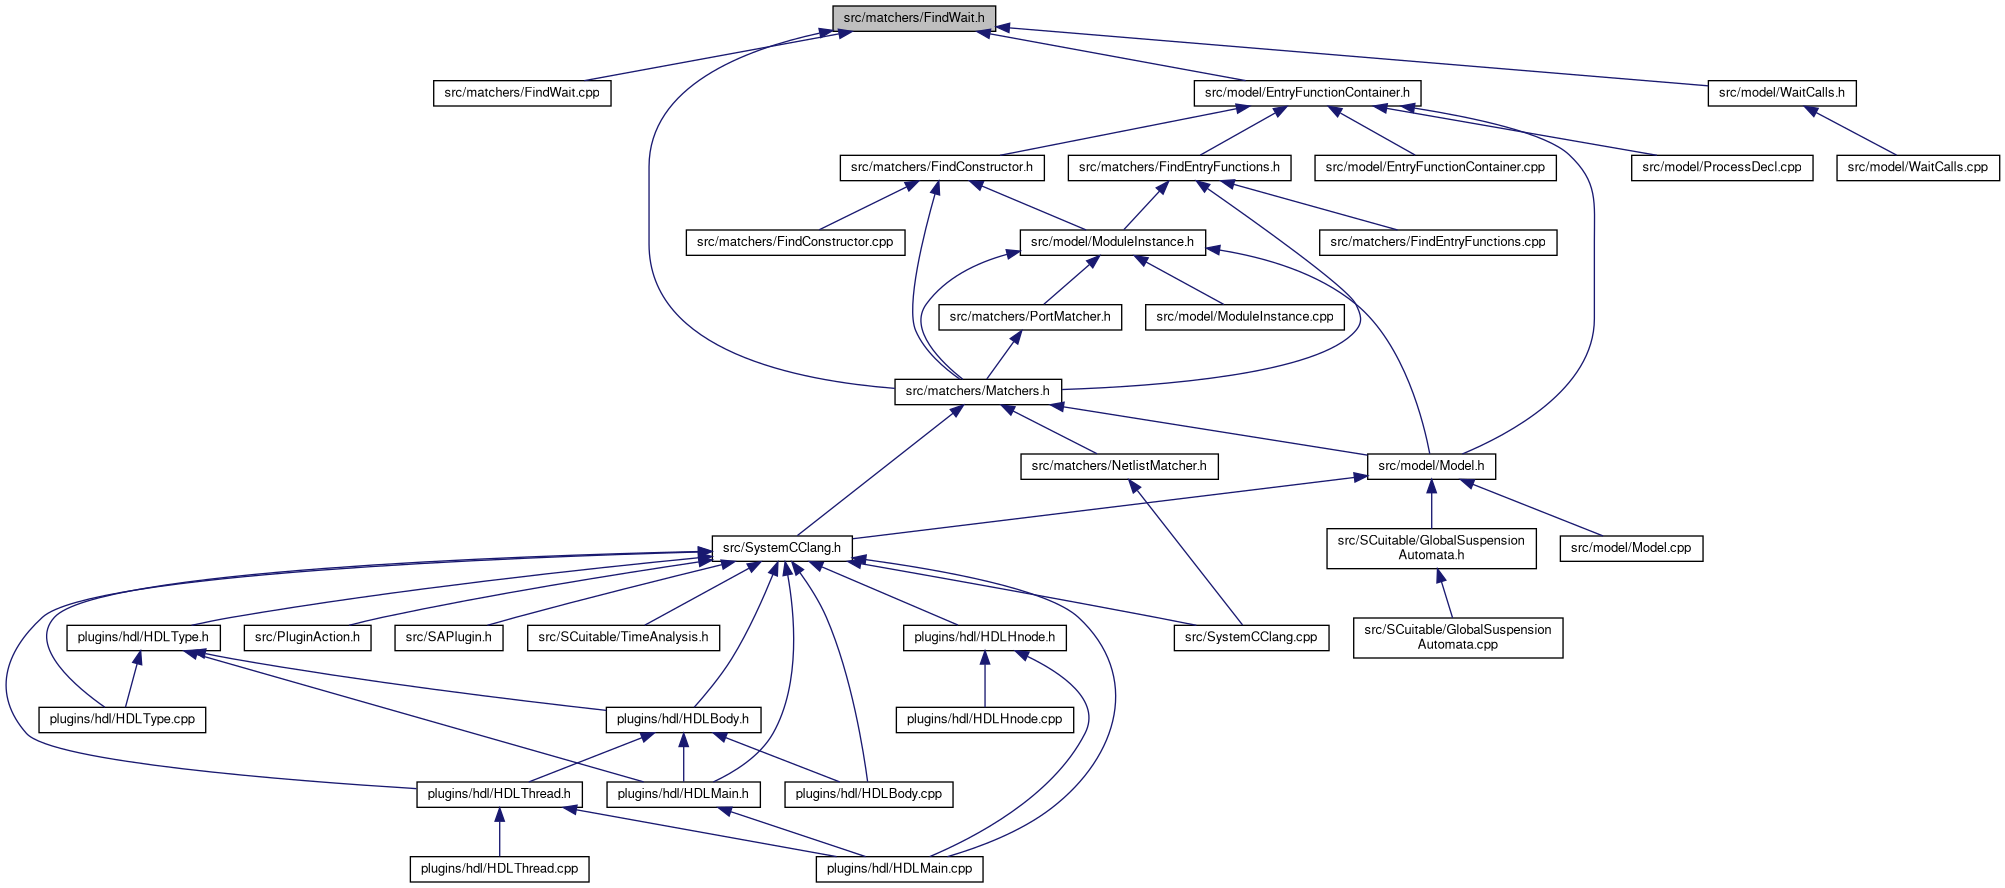 src/matchers/FindWait.h
src/matchers/FindWait.cpp
src/model/EntryFunctionContainer.h
src/model/WaitCalls.h
src/matchers/FindConstructor.h
src/matchers/FindEntryFunctions.h
src/model/EntryFunctionContainer.cpp
src/model/ProcessDecl.cpp
src/model/WaitCalls.cpp
src/matchers/FindConstructor.cpp
src/model/ModuleInstance.h
src/matchers/FindEntryFunctions.cpp
src/matchers/PortMatcher.h
src/model/ModuleInstance.cpp
src/matchers/Matchers.h
src/matchers/NetlistMatcher.h
src/model/Model.h
src/SystemCClang.h
src/SCuitable/GlobalSuspension
Automata.h
src/model/Model.cpp
plugins/hdl/HDLType.h
src/PluginAction.h
src/SAPlugin.h
src/SCuitable/TimeAnalysis.h
plugins/hdl/HDLHnode.h
src/SystemCClang.cpp
src/SCuitable/GlobalSuspension
Automata.cpp
plugins/hdl/HDLType.cpp
plugins/hdl/HDLBody.h
plugins/hdl/HDLHnode.cpp
plugins/hdl/HDLThread.h
plugins/hdl/HDLMain.h
plugins/hdl/HDLBody.cpp
plugins/hdl/HDLThread.cpp
plugins/hdl/HDLMain.cpp